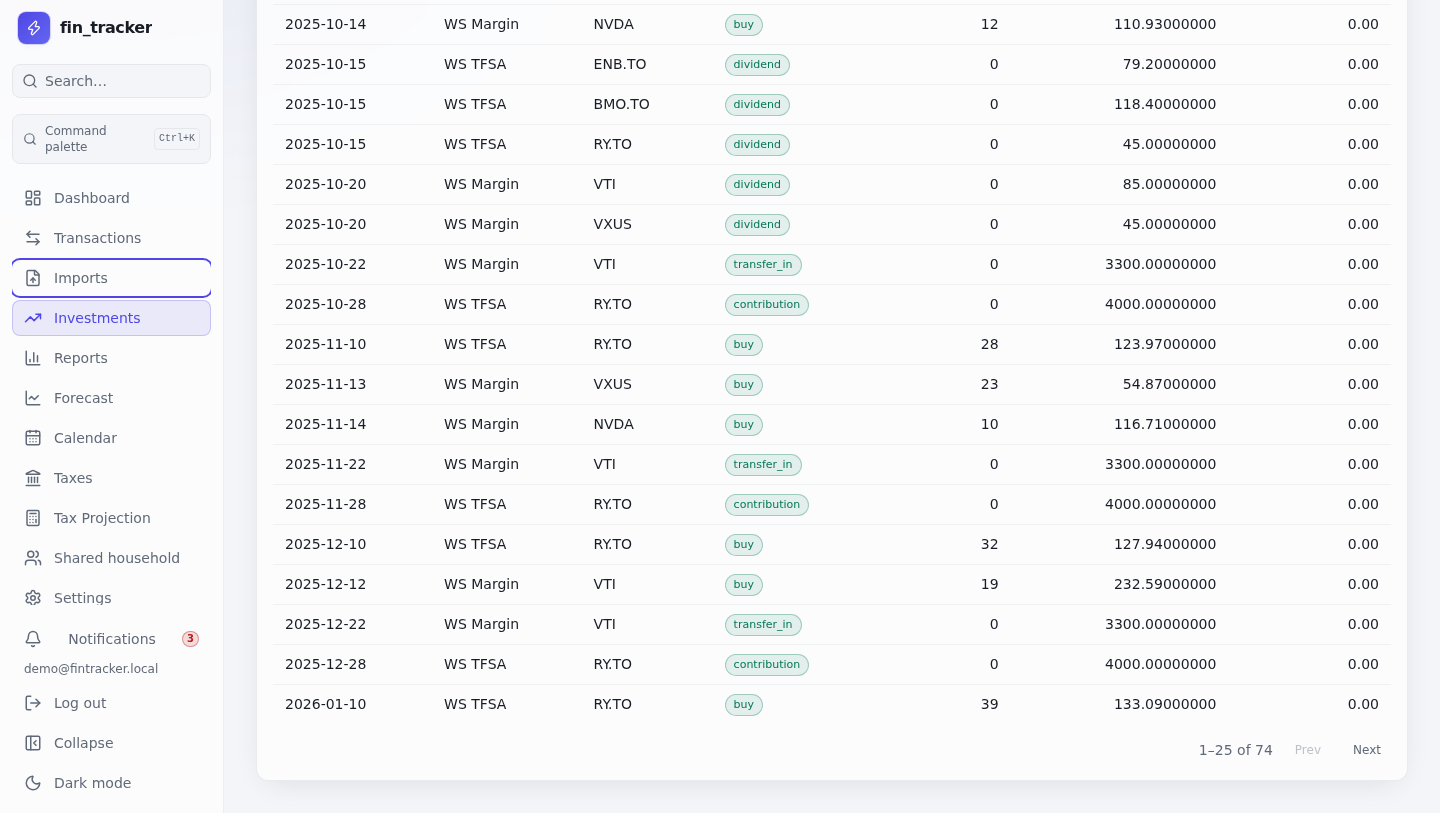 fin_tracker
Search...
Command palette
Ctrl+K
Dashboard
Transactions
Imports
Investments
Reports
Forecast
Calendar
Taxes
Tax Projection
Shared household
Settings
Notifications 3
demo@fintracker.local
Log out
Collapse
Dark mode
2025-10-14 WS Margin NVDA buy 12 110.93000000 0.00
2025-10-15 WS TFSA ENB.TO dividend 0 79.20000000 0.00
2025-10-15 WS TFSA BMO.TO dividend 0 118.40000000 0.00
2025-10-15 WS TFSA RY.TO dividend 0 45.00000000 0.00
2025-10-20 WS Margin VTI dividend 0 85.00000000 0.00
2025-10-20 WS Margin VXUS dividend 0 45.00000000 0.00
2025-10-22 WS Margin VTI transfer_in 0 3300.00000000 0.00
2025-10-28 WS TFSA RY.TO contribution 0 4000.00000000 0.00
2025-11-10 WS TFSA RY.TO buy 28 123.97000000 0.00
2025-11-13 WS Margin VXUS buy 23 54.87000000 0.00
2025-11-14 WS Margin NVDA buy 10 116.71000000 0.00
2025-11-22 WS Margin VTI transfer_in 0 3300.00000000 0.00
2025-11-28 WS TFSA RY.TO contribution 0 4000.00000000 0.00
2025-12-10 WS TFSA RY.TO buy 32 127.94000000 0.00
2025-12-12 WS Margin VTI buy 19 232.59000000 0.00
2025-12-22 WS Margin VTI transfer_in 0 3300.00000000 0.00
2025-12-28 WS TFSA RY.TO contribution 0 4000.00000000 0.00
2026-01-10 WS TFSA RY.TO buy 39 133.09000000 0.00
1–25 of 74 Prev Next